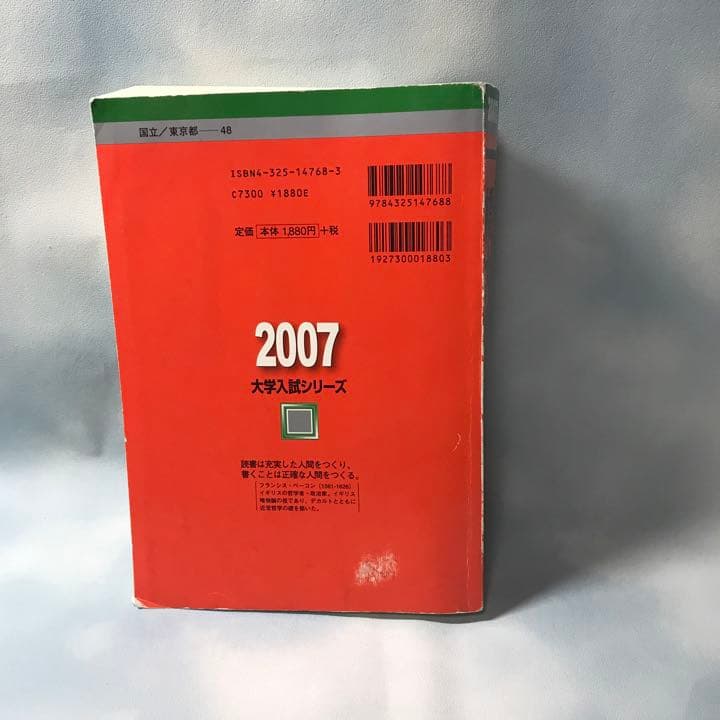 国立／東京都──48
ISBN4-325-14768-3
C7300 ¥1880E
9784325147688
定価 本体 1,880円 +税
1927300018803
2007
大学入試シリーズ
読書は充実した人間をつくり、
書くことは正確な人間をつくる。
フランシス・ベーコン（1561-1626）
イギリスの哲学者・政治家。イギリス
唯物論の祖であり、デカルトとともに
近世哲学の礎を築いた。